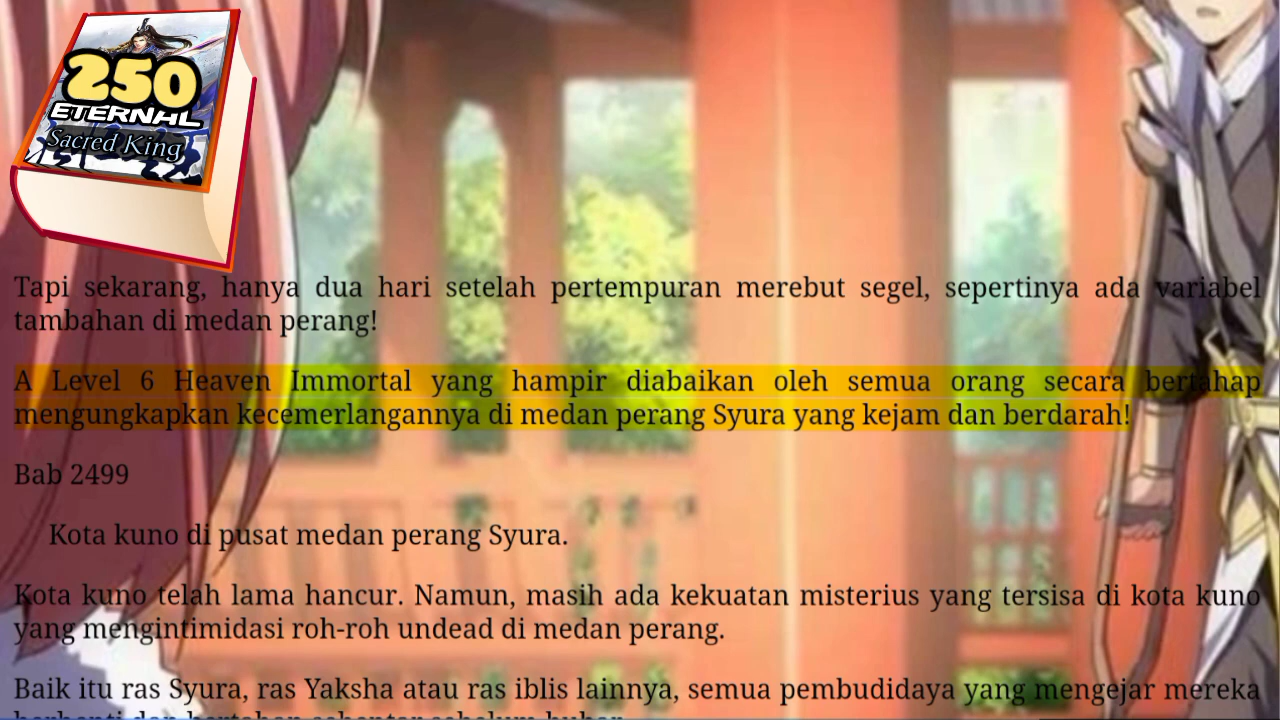 250
ETERNAL
Sacred King
Tapi sekarang, hanya dua hari setelah pertempuran merebut segel, sepertinya ada variabel
tambahan di medan perang!
A Level 6 Heaven Immortal yang hampir diabaikan oleh semua orang secara bertahap
mengungkapkan kecemerlangannya di medan perang Syura yang kejam dan berdarah!
Bab 2499
Kota kuno di pusat medan perang Syura.
Kota kuno telah lama hancur. Namun, masih ada kekuatan misterius yang tersisa di kota kuno
yang mengintimidasi roh-roh undead di medan perang.
Baik itu ras Syura, ras Yaksha atau ras iblis lainnya, semua pembudidaya yang mengejar mereka